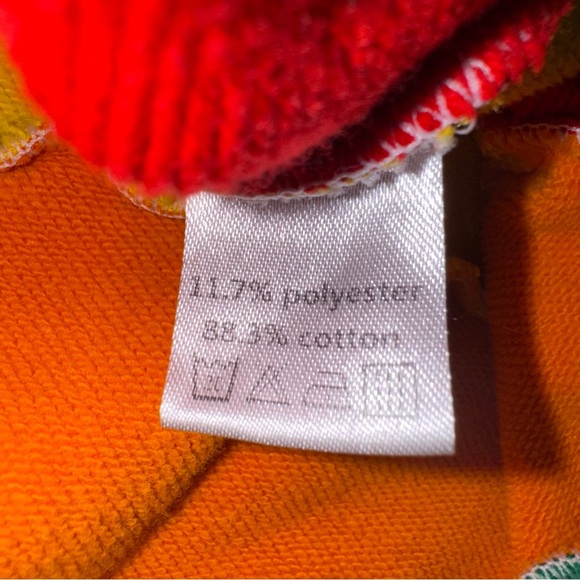 11.7% polyester
88.3% cotton